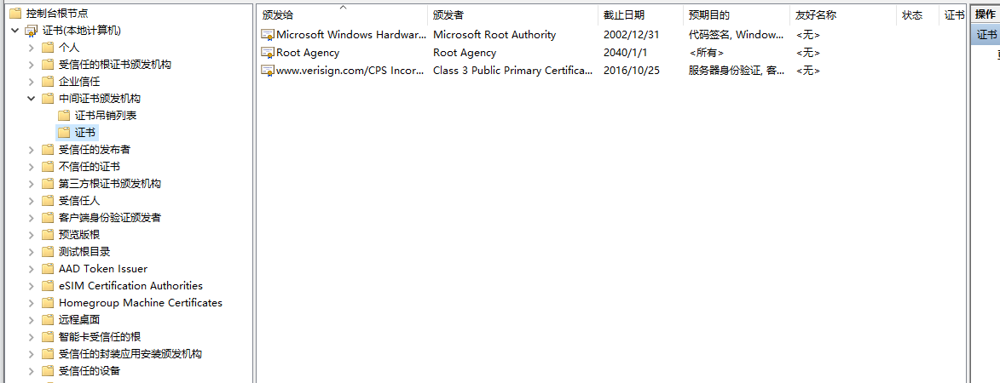 控制台根节点
证书(本地计算机)
个人
受信任的根证书颁发机构
企业信任
中间证书颁发机构
证书吊销列表
证书
受信任的发布者
不信任的证书
第三方根证书颁发机构
受信任人
客户端身份验证颁发者
预览版根
测试根目录
AAD Token Issuer
eSIM Certification Authorities
Homegroup Machine Certificates
远程桌面
智能卡受信任的根
受信任的封装应用安装颁发机构
受信任的设备
颁发给 颁发者 截止日期 预期目的 友好名称 状态 证书
Microsoft Windows Hardwar... Microsoft Root Authority 2002/12/31 代码签名, Window... <无>
Root Agency Root Agency 2040/1/1 <所有> <无>
www.verisign.com/CPS Incor... Class 3 Public Primary Certifica... 2016/10/25 服务器身份验证, 客... <无>
操作
证书